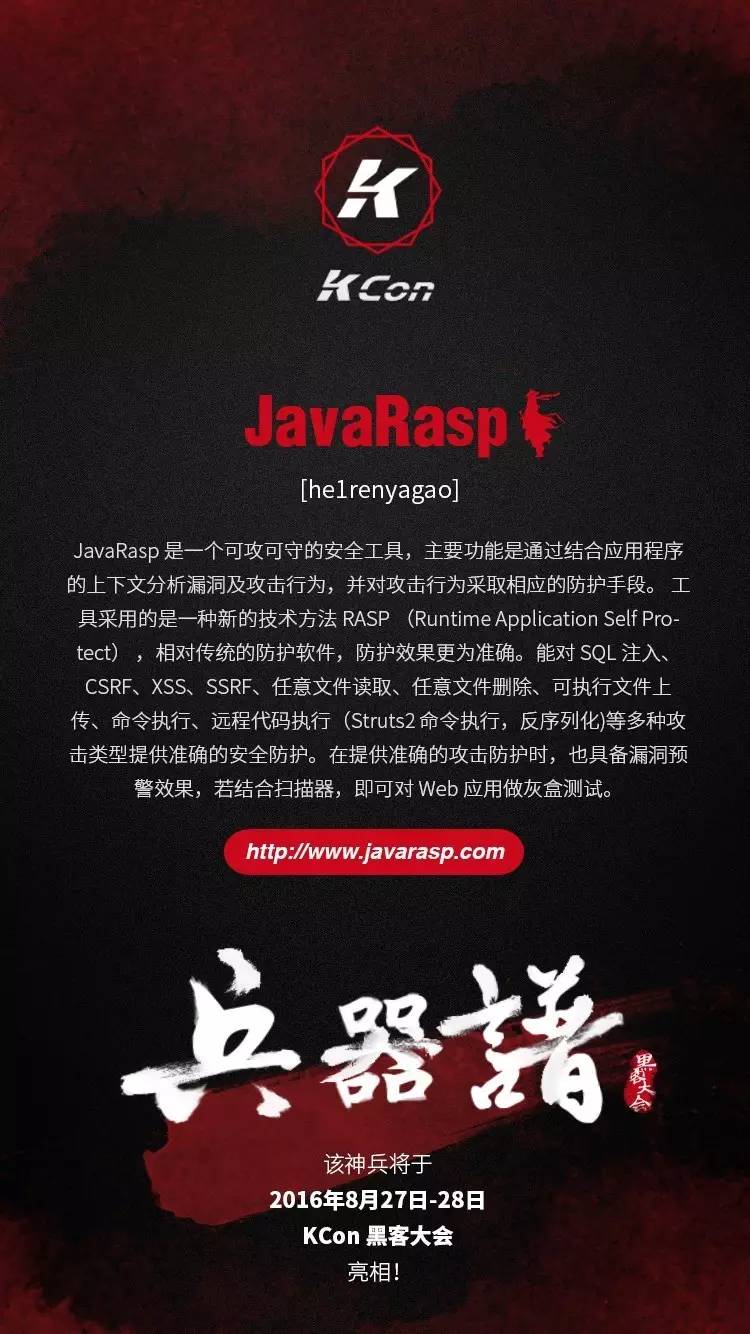 K
KCon
JavaRasp
[he1renyagao]
JavaRasp 是一个可攻可守的安全工具，主要功能是通过结合应用程序
的上下文分析漏洞及攻击行为，并对攻击行为采取相应的防护手段。 工
具采用的是一种新的技术方法 RASP （Runtime Application Self Pro-
tect） ，相对传统的防护软件，防护效果更为准确。能对 SQL 注入、
CSRF、XSS、SSRF、任意文件读取、任意文件删除、可执行文件上
传、命令执行、远程代码执行（Struts2 命令执行，反序列化)等多种攻
击类型提供准确的安全防护。在提供准确的攻击防护时，也具备漏洞预
警效果，若结合扫描器，即可对 Web 应用做灰盒测试。
http://www.javarasp.com
兵器譜
黑客大会
该神兵将于
2016年8月27日-28日
KCon 黑客大会
亮相！